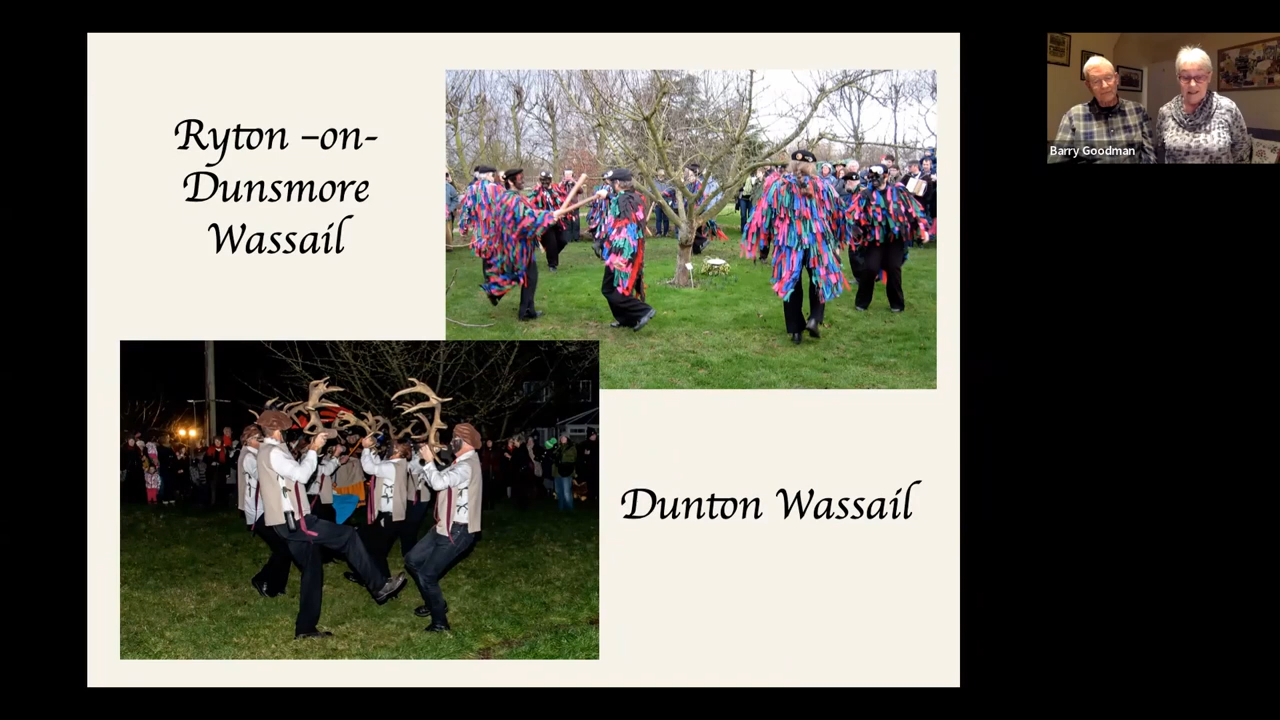 Ryton –on-
Dunsmore
Wassail
Barry Goodman
Dunton Wassail